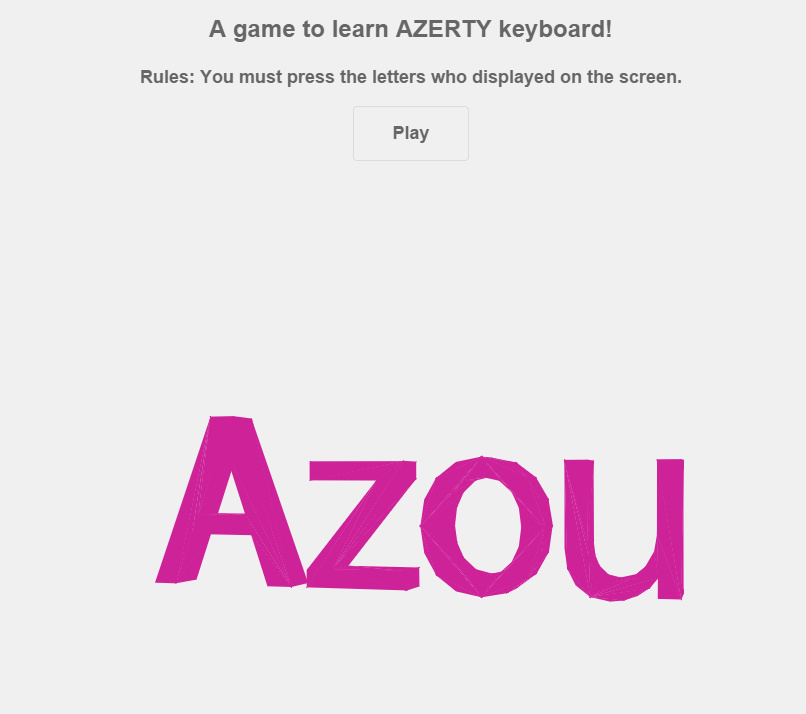 A game to learn AZERTY keyboard!
Rules: You must press the letters who displayed on the screen.
Play
Azou